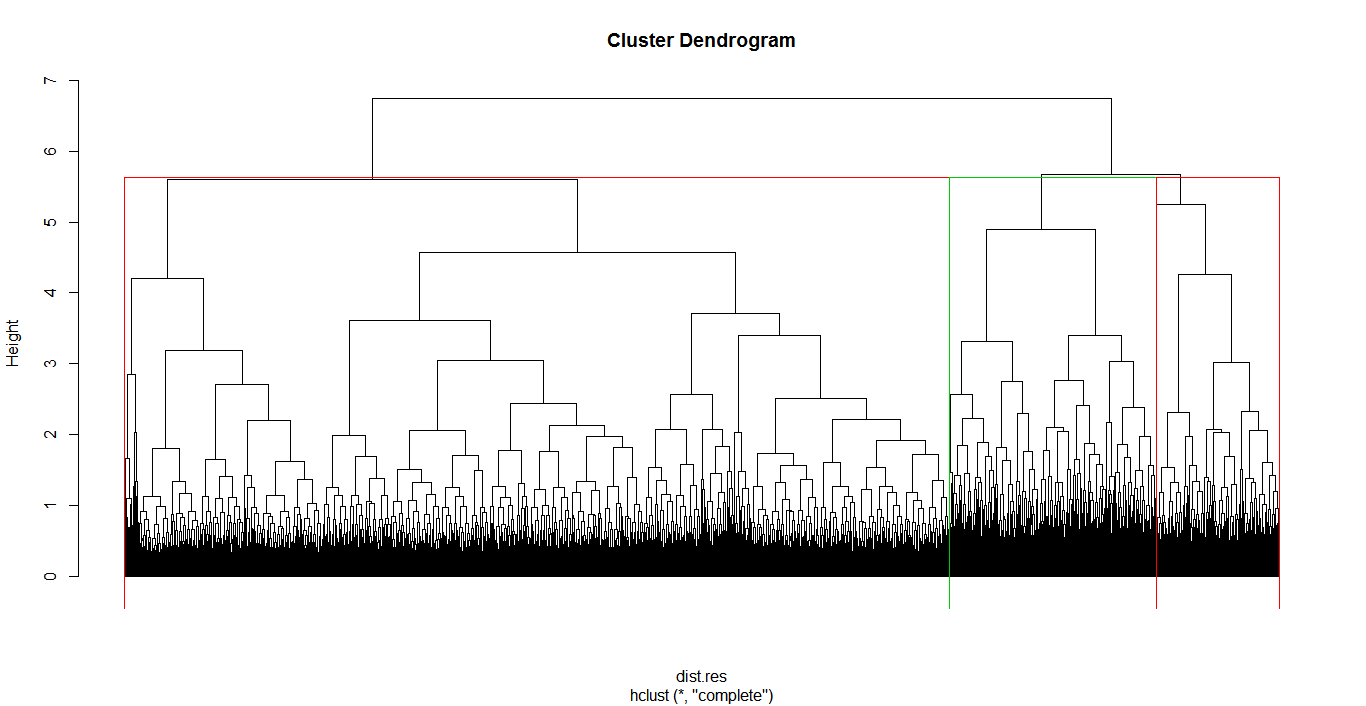 Cluster Dendrogram
7
6
5
4
3
2
1
0
Height
dist.res
hclust (*, "complete")